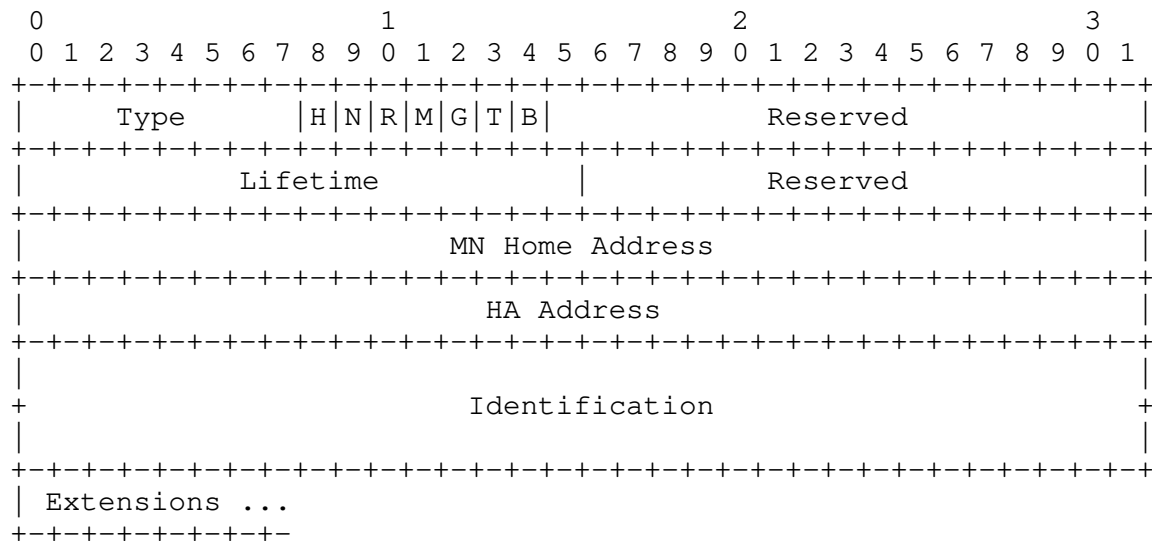 0                   1                   2                   3
 0 1 2 3 4 5 6 7 8 9 0 1 2 3 4 5 6 7 8 9 0 1 2 3 4 5 6 7 8 9 0 1
+-+-+-+-+-+-+-+-+-+-+-+-+-+-+-+-+-+-+-+-+-+-+-+-+-+-+-+-+-+-+-+-+
|     Type      |H|N|R|M|G|T|B|            Reserved             |
+-+-+-+-+-+-+-+-+-+-+-+-+-+-+-+-+-+-+-+-+-+-+-+-+-+-+-+-+-+-+-+-+
|            Lifetime           |          Reserved             |
+-+-+-+-+-+-+-+-+-+-+-+-+-+-+-+-+-+-+-+-+-+-+-+-+-+-+-+-+-+-+-+-+
|                        MN Home Address                        |
+-+-+-+-+-+-+-+-+-+-+-+-+-+-+-+-+-+-+-+-+-+-+-+-+-+-+-+-+-+-+-+-+
|                          HA Address                           |
+-+-+-+-+-+-+-+-+-+-+-+-+-+-+-+-+-+-+-+-+-+-+-+-+-+-+-+-+-+-+-+-+
|                                                               |
+                         Identification                        +
|                                                               |
+-+-+-+-+-+-+-+-+-+-+-+-+-+-+-+-+-+-+-+-+-+-+-+-+-+-+-+-+-+-+-+-+
| Extensions ...
+-+-+-+-+-+-+-+-